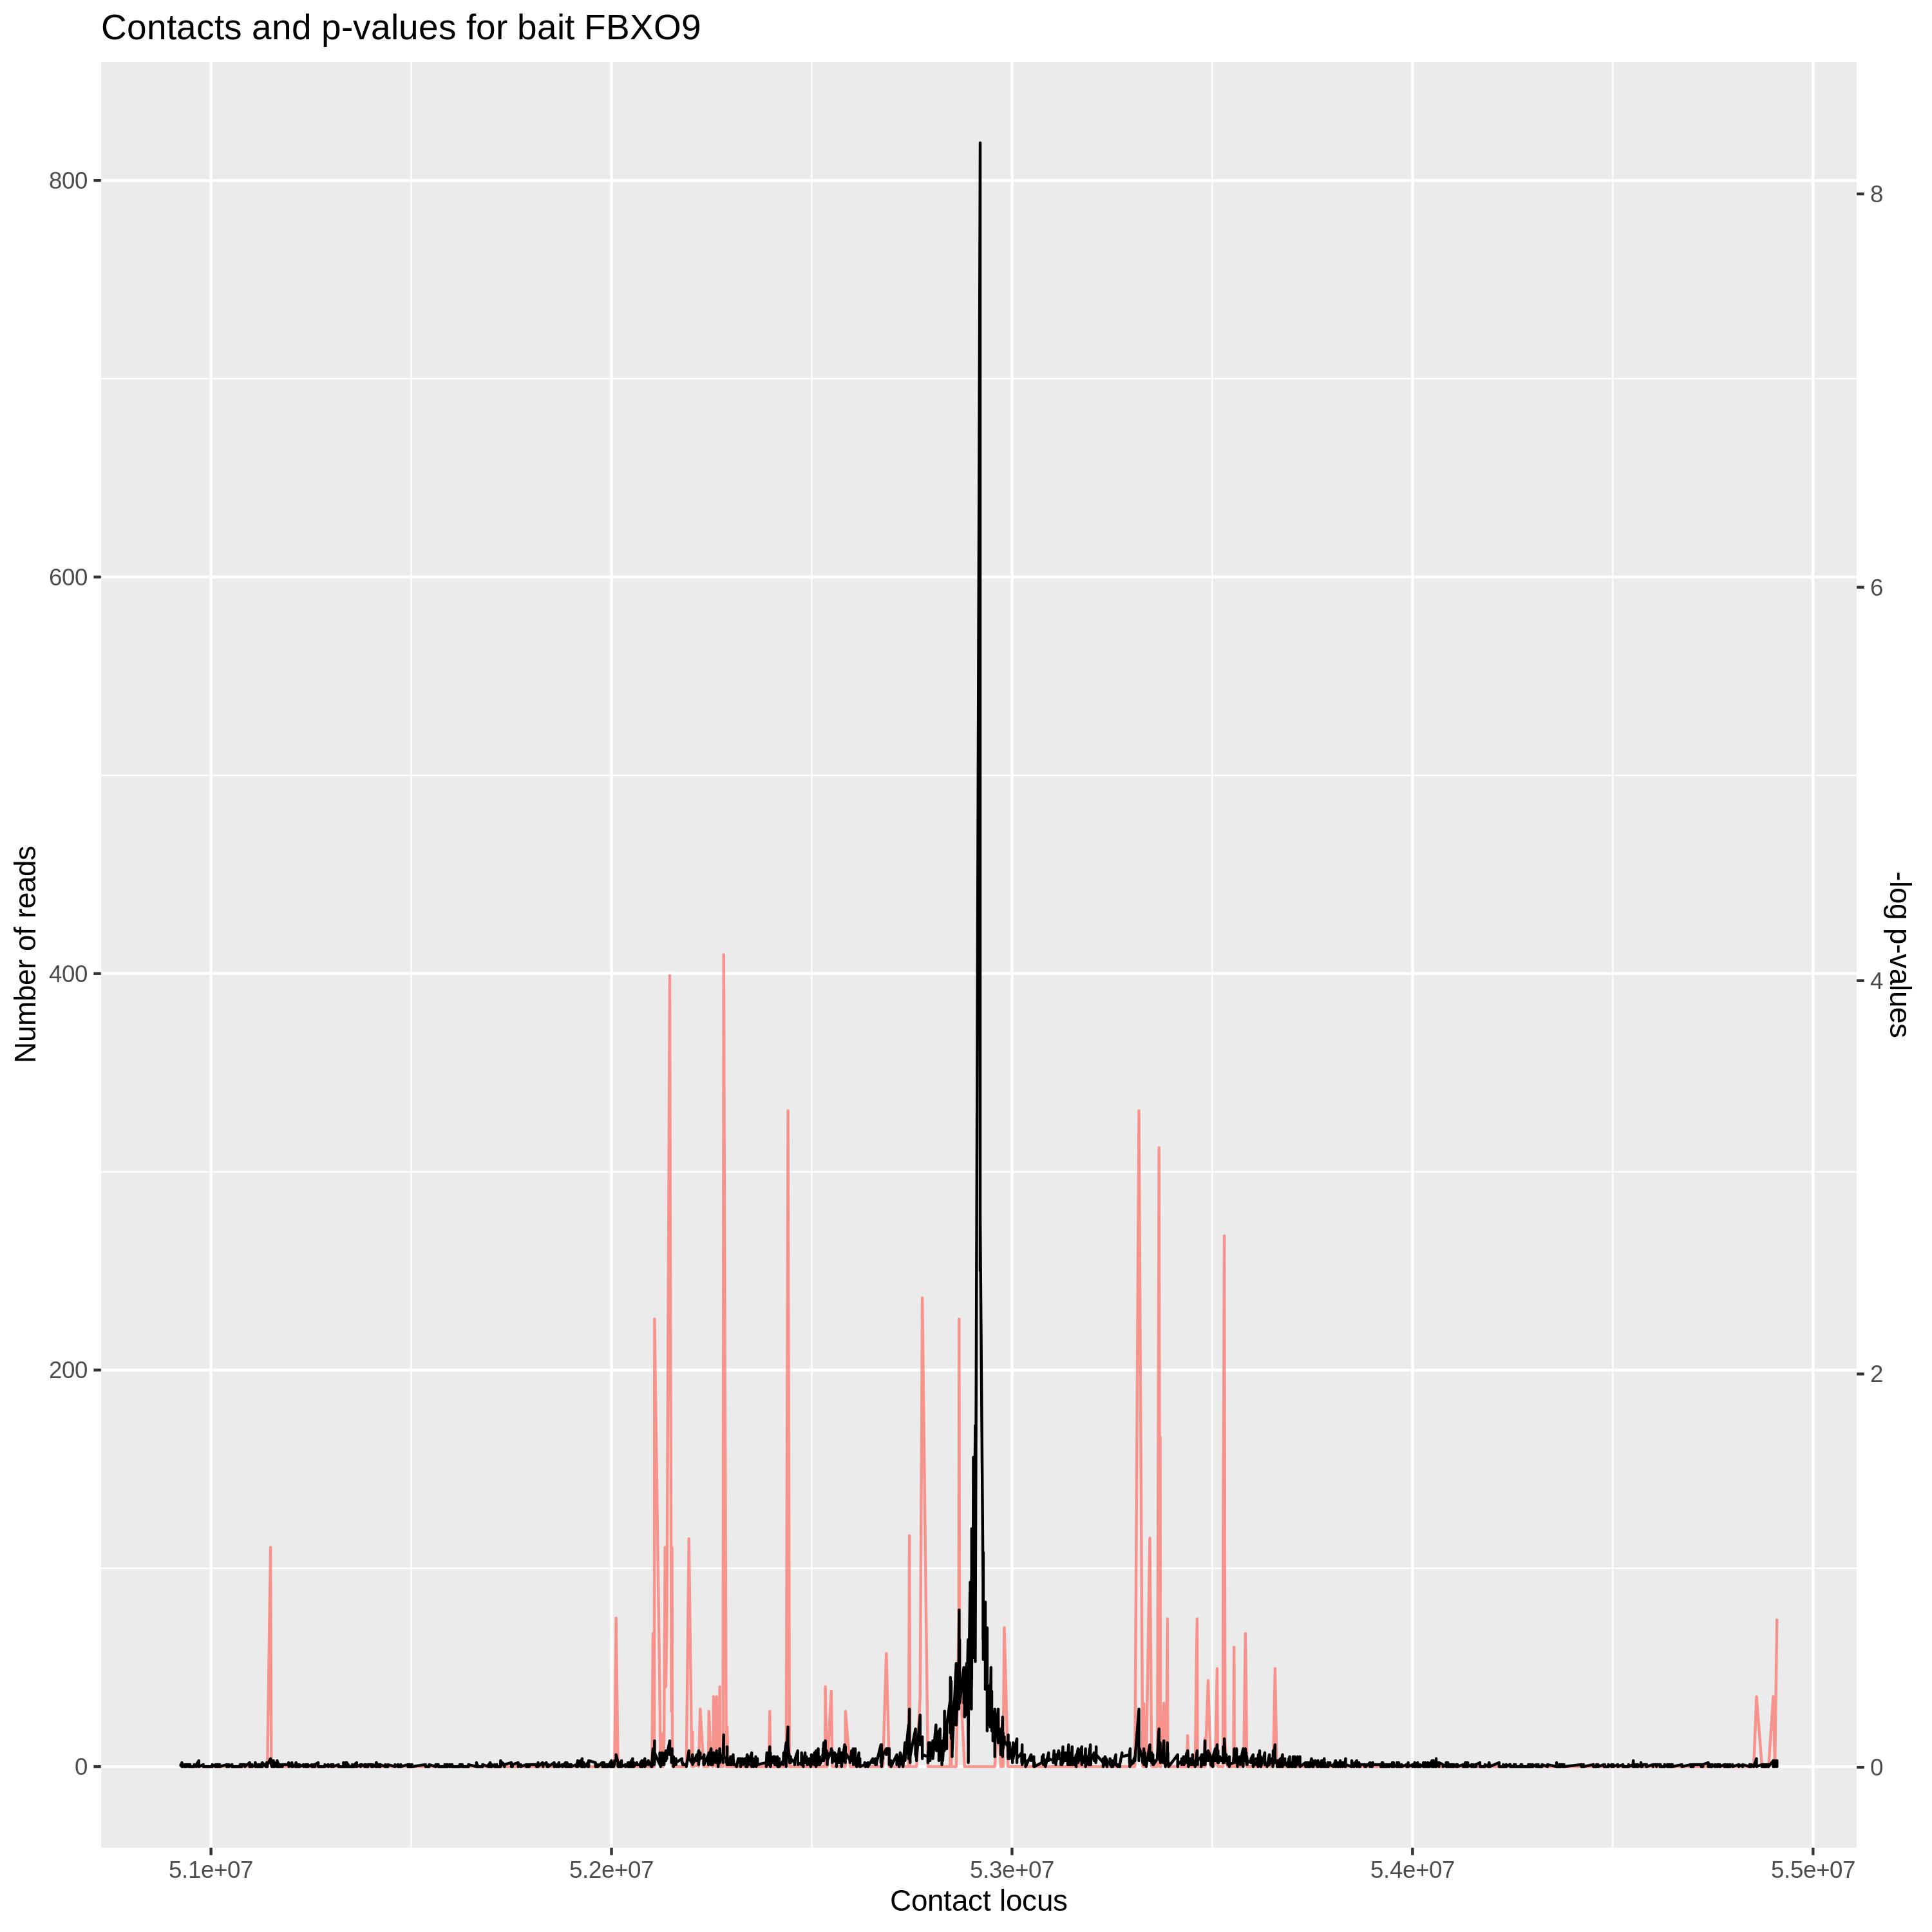 Contacts and p-values for bait FBXO9
800
600
400
200
0
Number of reads
8
6
4
2
0
-log p-values
5.1e+07
5.2e+07
5.3e+07
5.4e+07
5.5e+07
Contact locus